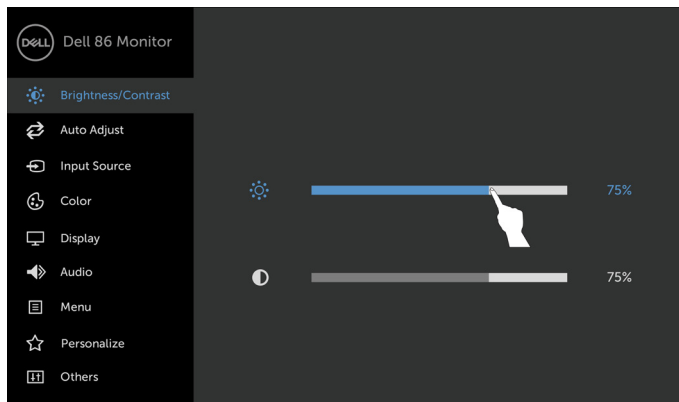 DELL Dell 86 Monitor
Brightness/Contrast
Auto Adjust
Input Source
75%
Color
Display
Audio
75%
Menu
Personalize
Others